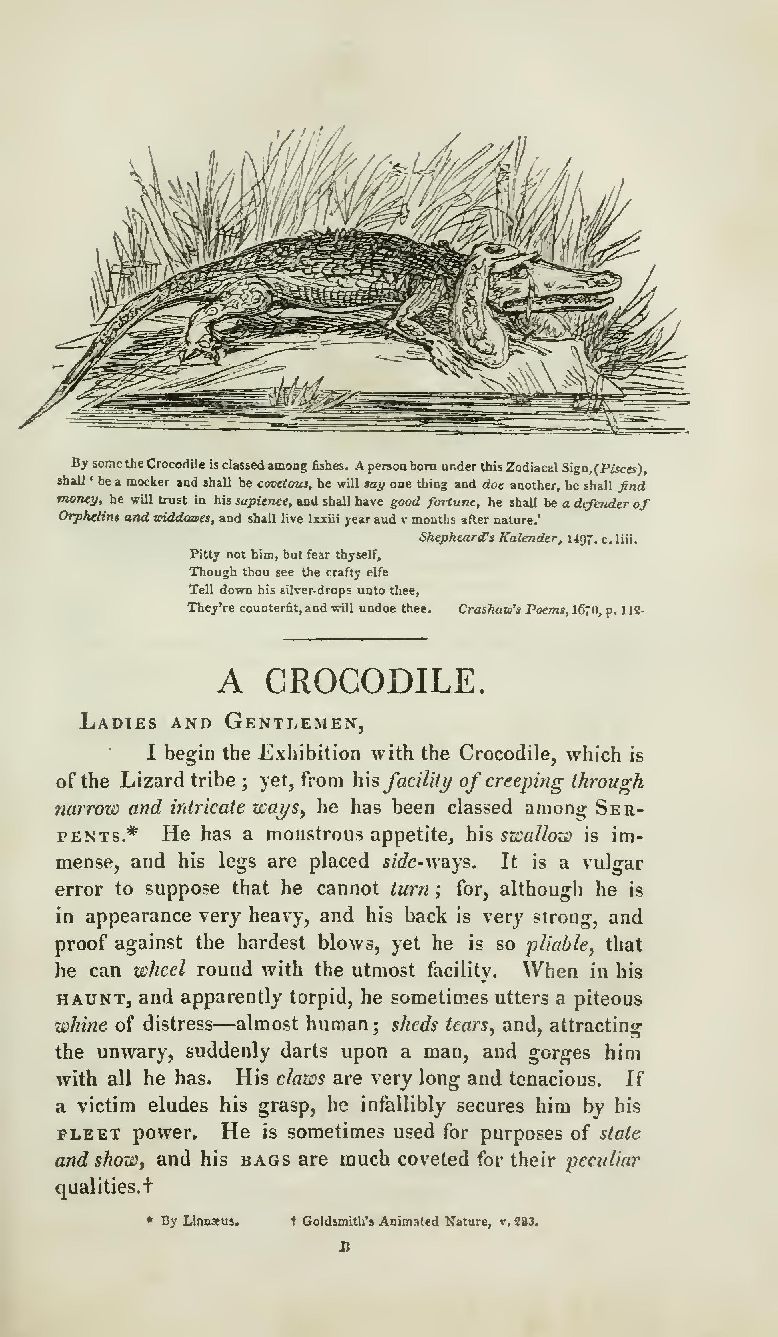 By some the Crocodile is classed among fishes. A person born under this Zodiacal Sign, (Pisces),
shall ‘ be a mocker and shall be covetous, he will say one thing and doe another, he shall find
money, he will trust in his sapience, and shall have good fortune, he shall be a defender of
Orphelins and widdowes, and shall live lxxiii year and v months after nature.'
Shepheard's Kalender, 1497. c. liii.
Pitty not him, but fear thyself,
Though thou see the crafty elfe
Tell down his silver-drops unto thee,
They're counterfit, and will undoe thee. Crashaw's Poems, 1670, p. 112.
A CROCODILE.
LADIES AND GENTLEMEN,
I begin the Exhibition with the Crocodile, which is
of the Lizard tribe ; yet, from his facility of creeping through
narrow and intricate ways, he has been classed among SER-
PENTS.* He has a monstrous appetite, his swallow is im-
mense, and his legs are placed side-ways. It is a vulgar
error to suppose that he cannot turn ; for, although he is
in appearance very heavy, and his back is very strong, and
proof against the hardest blows, yet he is so pliable, that
he can wheel round with the utmost facility. When in his
HAUNT, and apparently torpid, he sometimes utters a piteous
whine of distress—almost human ; sheds tears, and, attracting
the unwary, suddenly darts upon a man, and gorges him
with all he has. His claws are very long and tenacious. If
a victim eludes his grasp, he infallibly secures him by his
FLEET power. He is sometimes used for purposes of state
and show, and his BAGS are much coveted for their peculiar
qualities.†
* By Linnæus. † Goldsmith's Animated Nature, v. 283.
B